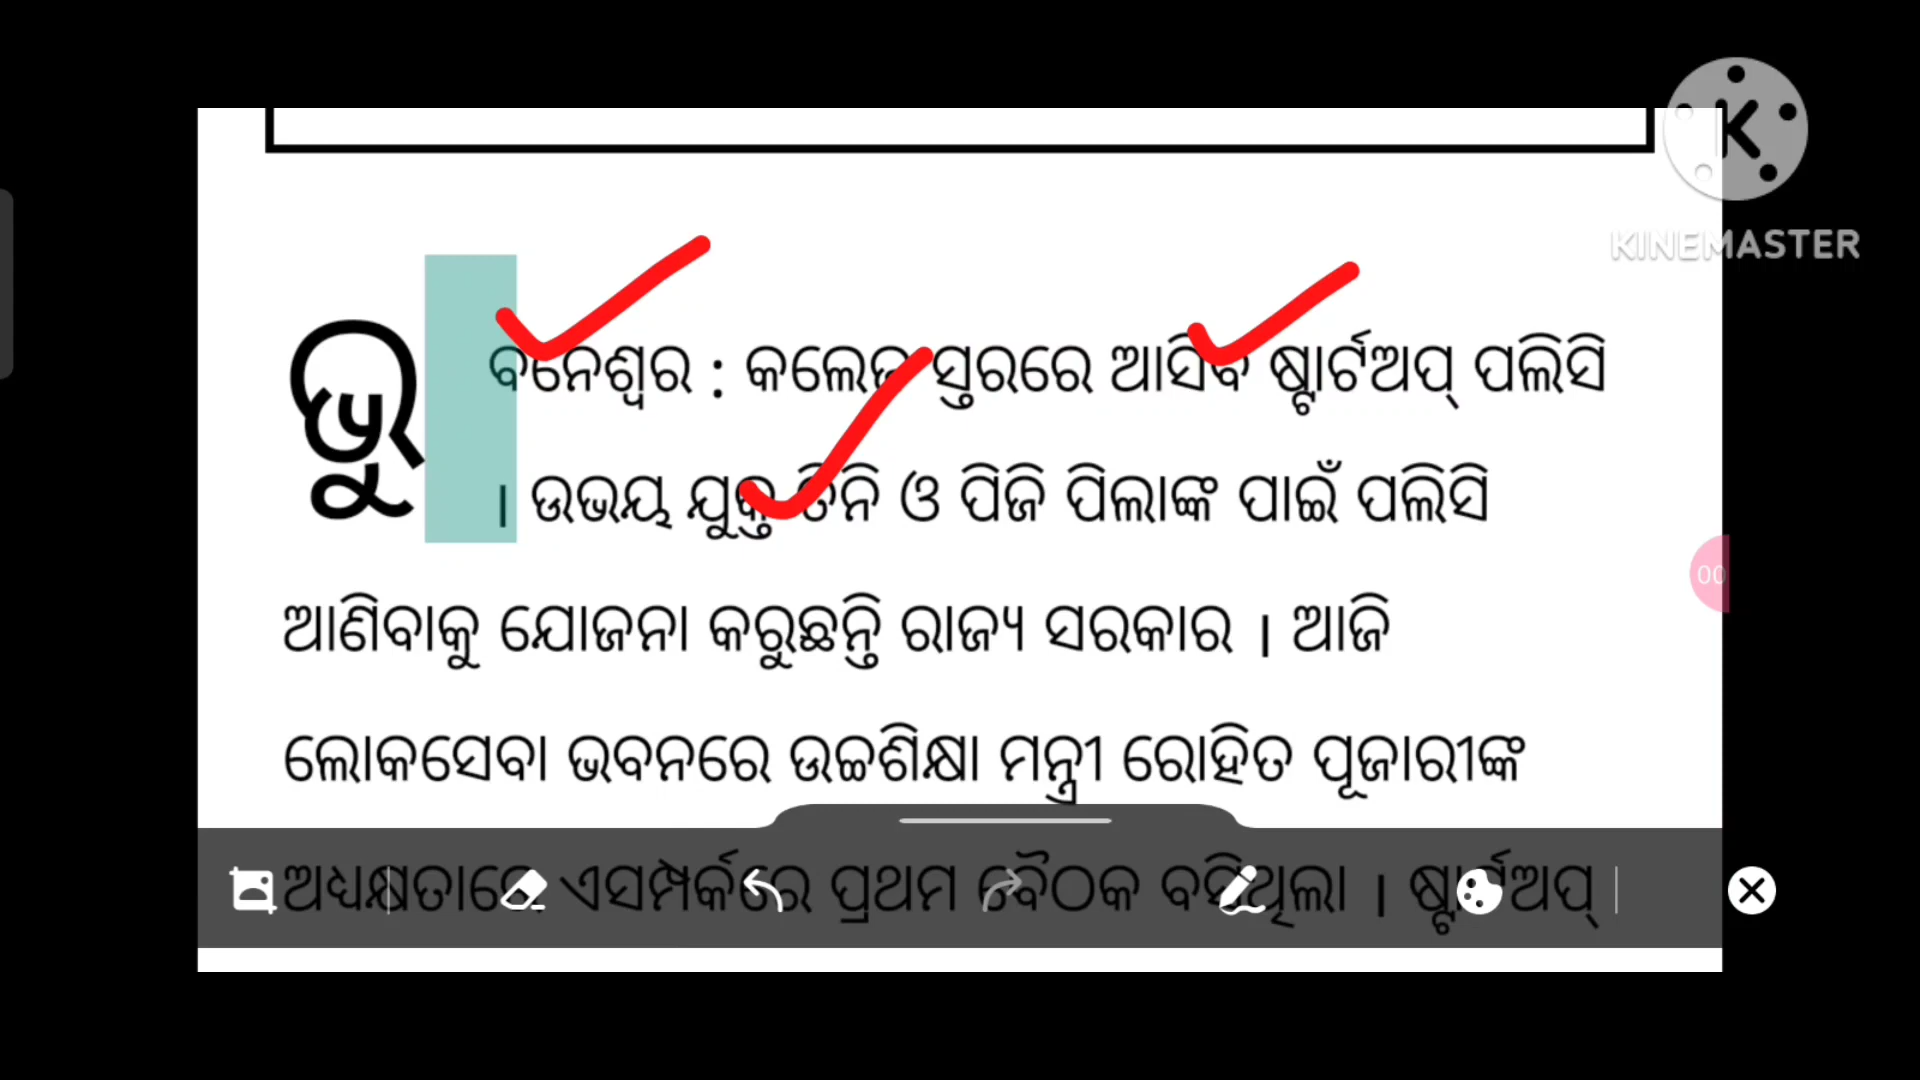 KINEMASTER
ଭୁବନେଶ୍ୱର : କଲେଜ ସ୍ତରରେ ଆସିବ ଷ୍ଟାର୍ଟଅପ୍ ପଲିସି
। ଉଭୟ ଯୁକ୍ତ ତିନି ଓ ପିଜି ପିଲାଙ୍କ ପାଇଁ ପଲିସି
00
ଆଣିବାକୁ ଯୋଜନା କରୁଛନ୍ତି ରାଜ୍ୟ ସରକାର । ଆଜି
ଲୋକସେବା ଭବନରେ ଉଚ୍ଚଶିକ୍ଷା ମନ୍ତ୍ରୀ ରୋହିତ ପୂଜାରୀଙ୍କ
ଅଧ୍ୟକ୍ଷତାରେ ଏସମ୍ପର୍କରେ ପ୍ରଥମ ବୈଠକ ବସିଥିଲା । ଷ୍ଟାର୍ଟଅପ୍